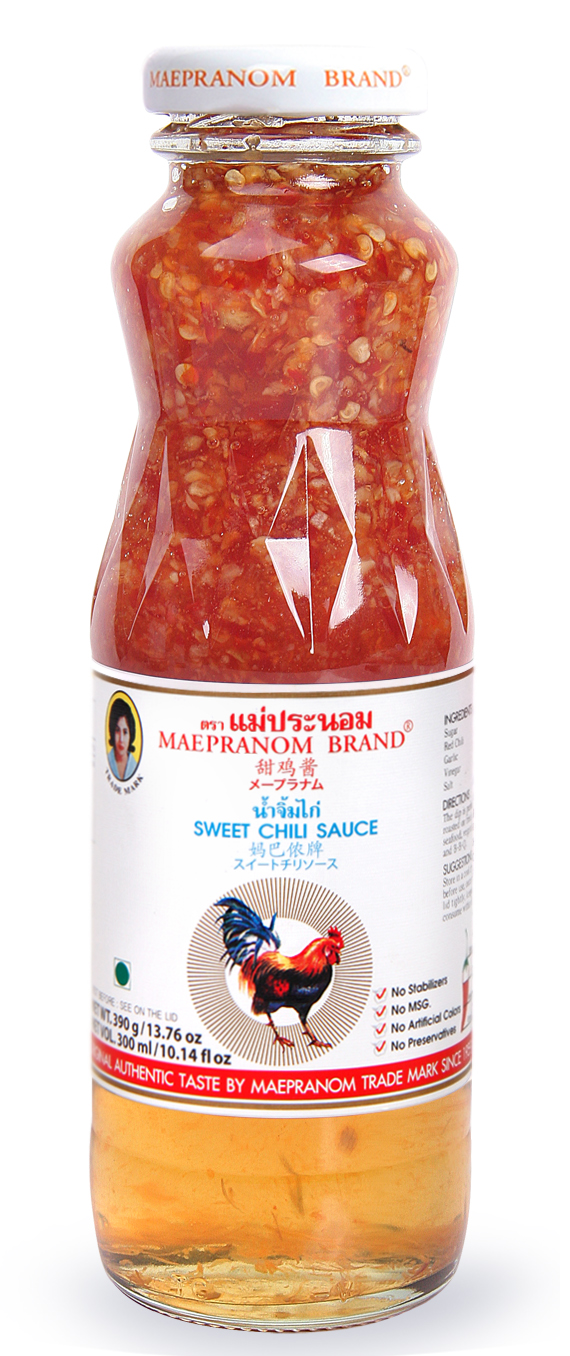 MAEPRANOM BRAND®
ตรา แม่ประนอม
MAEPRANOM BRAND®
甜鸡酱
メープラナム
น้ำจิ้มไก่
SWEET CHILI SAUCE
妈巴侬牌
スイートチリソース
TRADE MARK
INGREDIENTS
Sugar
Red Chili
Garlic
Vinegar
Salt
No Stabilizers
No MSG.
No Artificial Colors
No Preservatives
BEFORE : SEE ON THE LID
WT. 390 g/13.76 oz
VOL. 300 ml/10.14 fl oz
AUTHENTIC TASTE BY MAEPRANOM TRADE MARK SINCE